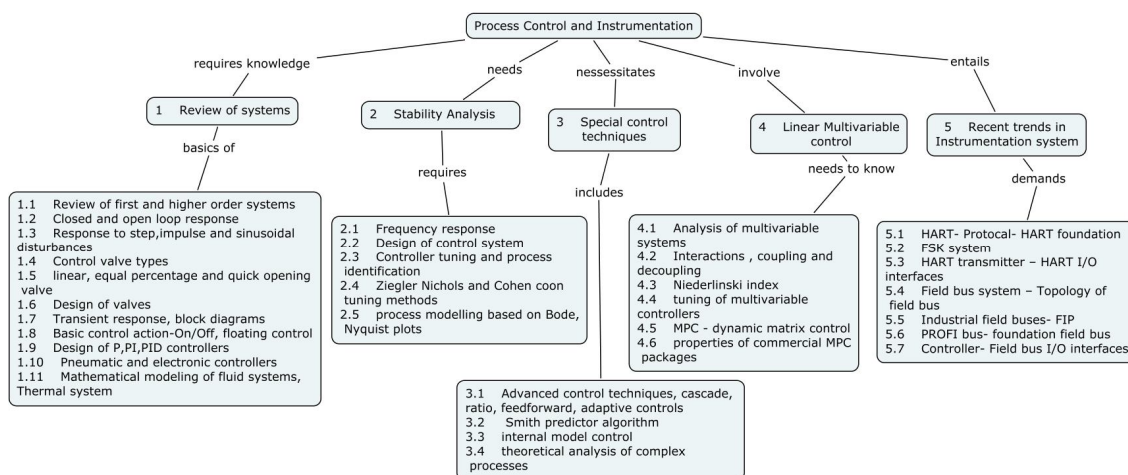 Process Control and Instrumentation
requires knowledge
needs
nessessitates
involve
entails
1 Review of systems
2 Stability Analysis
3 Special control
techniques
4 Linear Multivariable
control
5 Recent trends in
Instrumentation system
basics of
requires
includes
needs to know
demands
1.1 Review of first and higher order systems
1.2 Closed and open loop response
1.3 Response to step,impulse and sinusoidal
disturbances
1.4 Control valve types
1.5 linear, equal percentage and quick opening
valve
1.6 Design of valves
1.7 Transient response, block diagrams
1.8 Basic control action-On/Off, floating control
1.9 Design of P,PI,PID controllers
1.10 Pneumatic and electronic controllers
1.11 Mathematical modeling of fluid systems,
Thermal system
2.1 Frequency response
2.2 Design of control system
2.3 Controller tuning and process
identification
2.4 Ziegler Nichols and Cohen coon
tuning methods
2.5 process modelling based on Bode,
Nyquist plots
3.1 Advanced control techniques, cascade,
ratio, feedforward, adaptive controls
3.2 Smith predictor algorithm
3.3 internal model control
3.4 theoretical analysis of complex
processes
4.1 Analysis of multivariable
systems
4.2 Interactions , coupling and
decoupling
4.3 Niederlinski index
4.4 tuning of multivariable
controllers
4.5 MPC - dynamic matrix control
4.6 properties of commercial MPC
packages
5.1 HART- Protocal- HART foundation
5.2 FSK system
5.3 HART transmitter – HART I/O
interfaces
5.4 Field bus system – Topology of
field bus
5.5 Industrial field buses- FIP
5.6 PROFI bus- foundation field bus
5.7 Controller- Field bus I/O interfaces